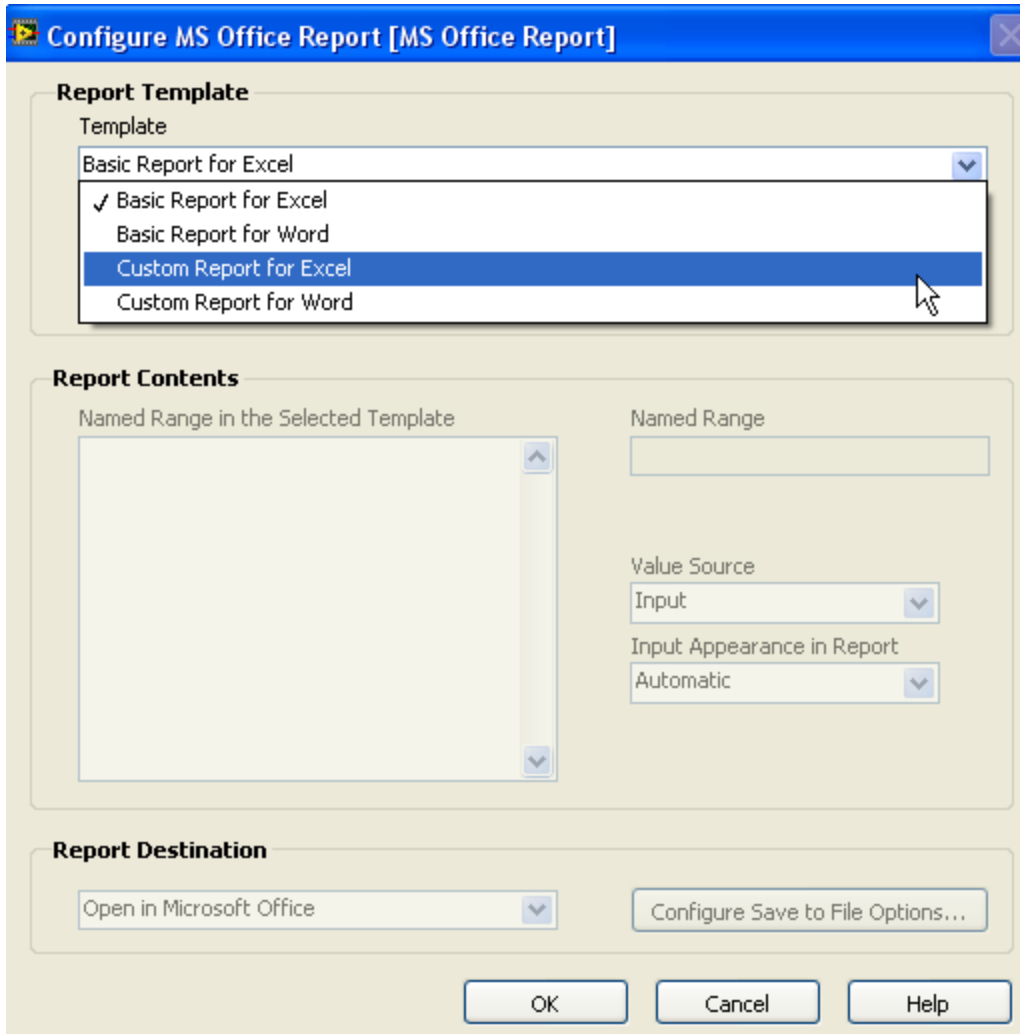 Configure MS Office Report [MS Office Report]
Report Template
Template
Basic Report for Excel
✓ Basic Report for Excel
Basic Report for Word
Custom Report for Excel
Custom Report for Word
Report Contents
Named Range in the Selected Template
Named Range
Value Source
Input
Input Appearance in Report
Automatic
Report Destination
Open in Microsoft Office
Configure Save to File Options...
OK
Cancel
Help